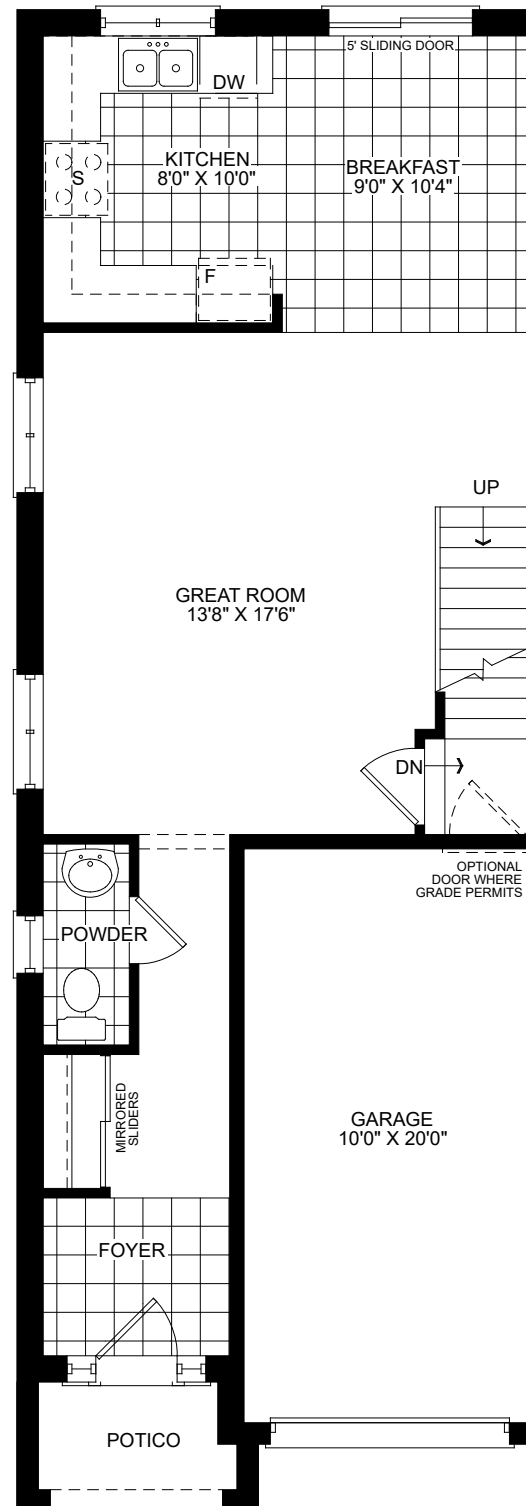 5' SLIDING DOOR
DW
KITCHEN
8'0" X 10'0"
BREAKFAST
9'0" X 10'4"
S
F
UP
GREAT ROOM
13'8" X 17'6"
DN
OPTIONAL
DOOR WHERE
GRADE PERMITS
POWDER
MIRRORED
SLIDERS
GARAGE
10'0" X 20'0"
FOYER
POTICO